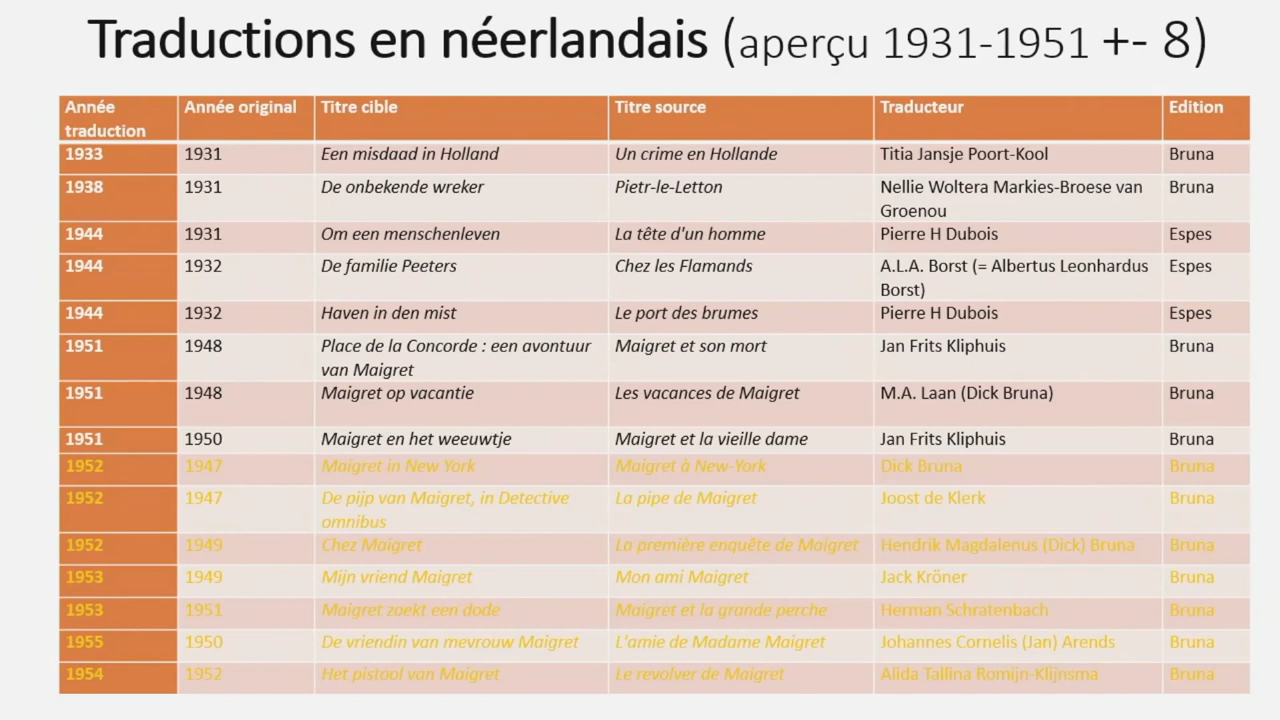 Traductions en néerlandais (aperçu 1931-1951 +- 8)
Année traduction | Année original | Titre cible | Titre source | Traducteur | Edition
1933 | 1931 | Een misdaad in Holland | Un crime en Hollande | Titia Jansje Poort-Kool | Bruna
1938 | 1931 | De onbekende wreker | Pietr-le-Letton | Nellie Woltera Markies-Broese van Groenou | Bruna
1944 | 1931 | Om een menschenleven | La tête d'un homme | Pierre H Dubois | Espes
1944 | 1932 | De familie Peeters | Chez les Flamands | A.L.A. Borst (= Albertus Leonhardus Borst) | Espes
1944 | 1932 | Haven in den mist | Le port des brumes | Pierre H Dubois | Espes
1951 | 1948 | Place de la Concorde : een avontuur van Maigret | Maigret et son mort | Jan Frits Kliphuis | Bruna
1951 | 1948 | Maigret op vacantie | Les vacances de Maigret | M.A. Laan (Dick Bruna) | Bruna
1951 | 1950 | Maigret en het weeuwtje | Maigret et la vieille dame | Jan Frits Kliphuis | Bruna
1952 | 1947 | Maigret in New York | Maigret à New-York | Dick Bruna | Bruna
1952 | 1947 | De pijp van Maigret, in Detective omnibus | La pipe de Maigret | Joost de Klerk | Bruna
1952 | 1949 | Chez Maigret | La première enquête de Maigret | Hendrik Magdalenus (Dick) Bruna | Bruna
1953 | 1949 | Mijn vriend Maigret | Mon ami Maigret | Jack Kröner | Bruna
1953 | 1951 | Maigret zoekt een dode | Maigret et la grande perche | Herman Schratenbach | Bruna
1955 | 1950 | De vriendin van mevrouw Maigret | L'amie de Madame Maigret | Johannes Cornelis (Jan) Arends | Bruna
1954 | 1952 | Het pistool van Maigret | Le revolver de Maigret | Alida Tallina Romijn-Klijnsma | Bruna